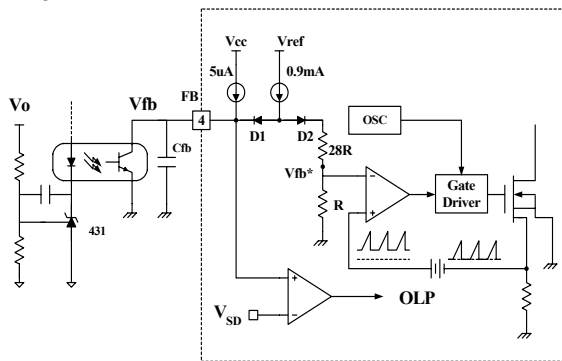 Vcc Vref
5uA 0.9mA
Vo Vfb FB 4
OSC
D1 D2
Cfb
28R
Vfb*
R
Gate
Driver
431
OLP
V_SD